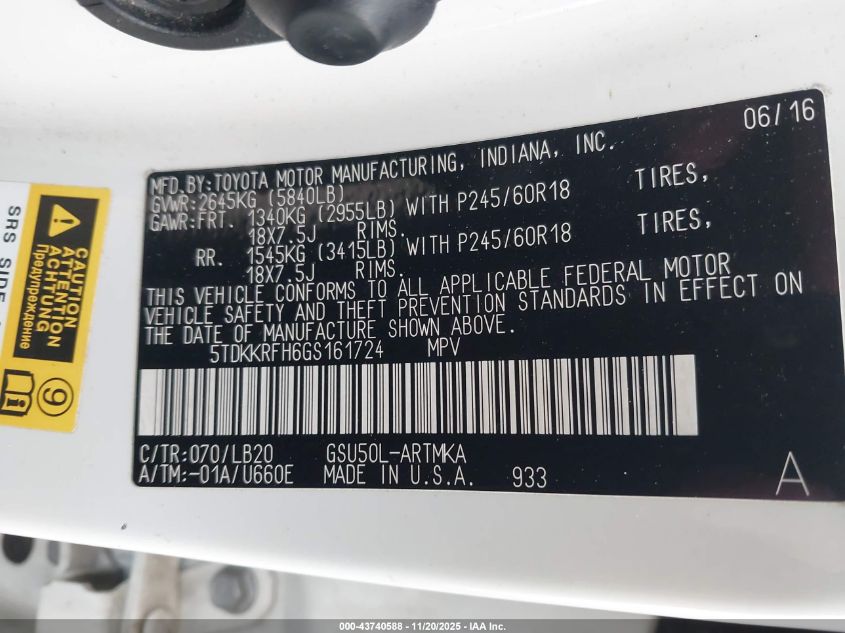 06/16
MFD.BY:TOYOTA MOTOR MANUFACTURING, INDIANA, INC.
GVWR:2645KG (5840LB)
GAWR:FRT. 1340KG (2955LB) WITH P245/60R18 TIRES,
18X7.5J RIMS.
RR. 1545KG (3415LB) WITH P245/60R18 TIRES,
18X7.5J RIMS.
THIS VEHICLE CONFORMS TO ALL APPLICABLE FEDERAL MOTOR
VEHICLE SAFETY AND THEFT PREVENTION STANDARDS IN EFFECT ON
THE DATE OF MANUFACTURE SHOWN ABOVE.
5TDKKRFH6GS161724 MPV
C/TR:070/LB20 GSU50L-ARTMKA
A/TM:-01A/U660E MADE IN U.S.A. 933 A
CAUTION
ATTENTION
ACHTUNG
Предупреждение
9
i
SRS SIDE
000-43740588 - 11/20/2025 - IAA Inc.